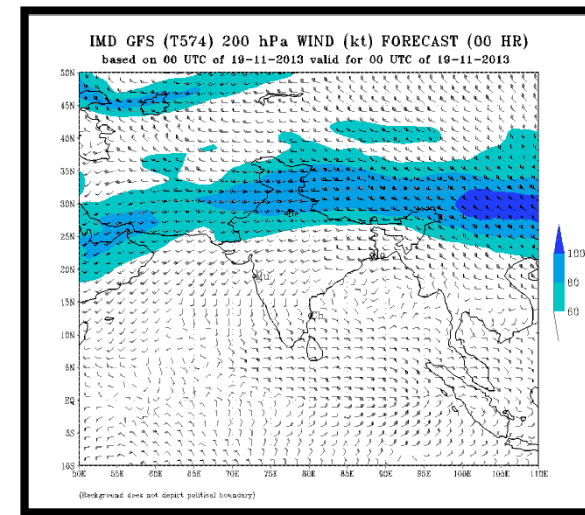 IMD GFS (T574) 200 hPa WIND (kt) FORECAST (00 HR)
based on 00 UTC of 19-11-2013 valid for 00 UTC of 19-11-2013
50N
45N
40N
35N
30N
25N
20N
15N
10N
5N
EQ
5S
10S
50E 55E 60E 65E 70E 75E 80E 85E 90E 95E 100E 105E 110E
Mu
Ch
100
80
60
(Background does not depict political boundary)